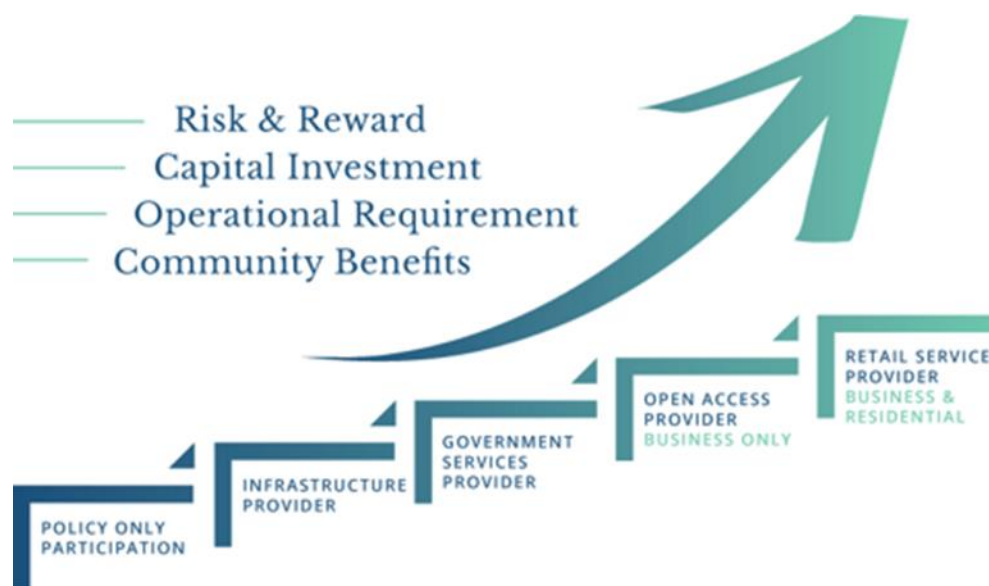 Risk & Reward
Capital Investment
Operational Requirement
Community Benefits
POLICY ONLY
PARTICIPATION
INFRASTRUCTURE
PROVIDER
GOVERNMENT
SERVICES
PROVIDER
OPEN ACCESS
PROVIDER
BUSINESS ONLY
RETAIL SERVICE
PROVIDER
BUSINESS &
RESIDENTIAL